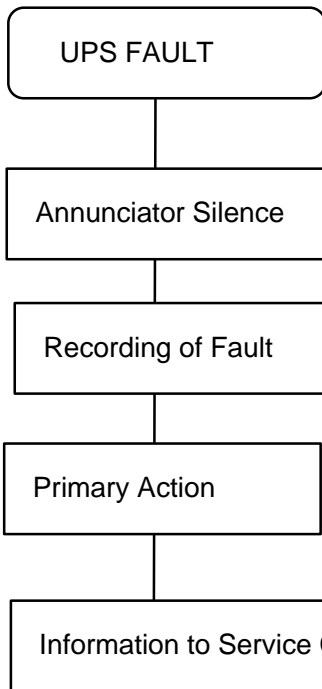 UPS FAULT
Annunciator Silence
Recording of Fault
Primary Action
Information to Service